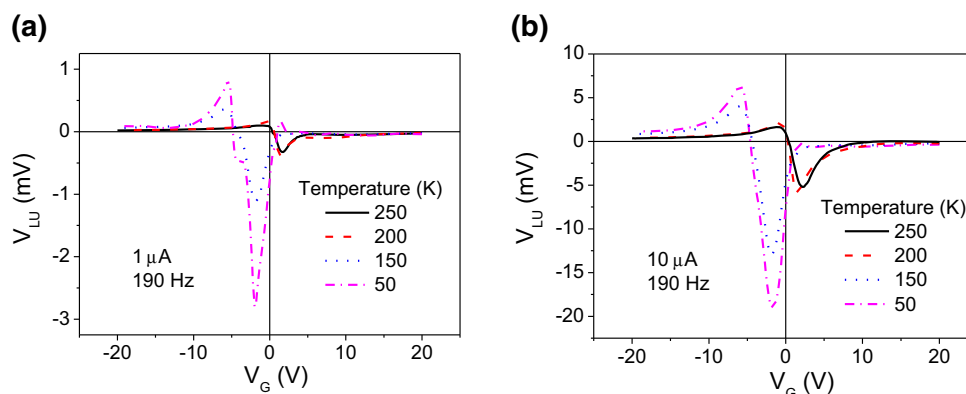 (a)
1
0
-1
-2
-3
V_LU (mV)
Temperature (K)
250
200
150
50
1 μA
190 Hz
-20 -10 0 10 20
V_G (V)
(b)
10
5
0
-5
-10
-15
-20
V_LU (mV)
Temperature (K)
250
200
150
50
10 μA
190 Hz
-20 -10 0 10 20
V_G (V)